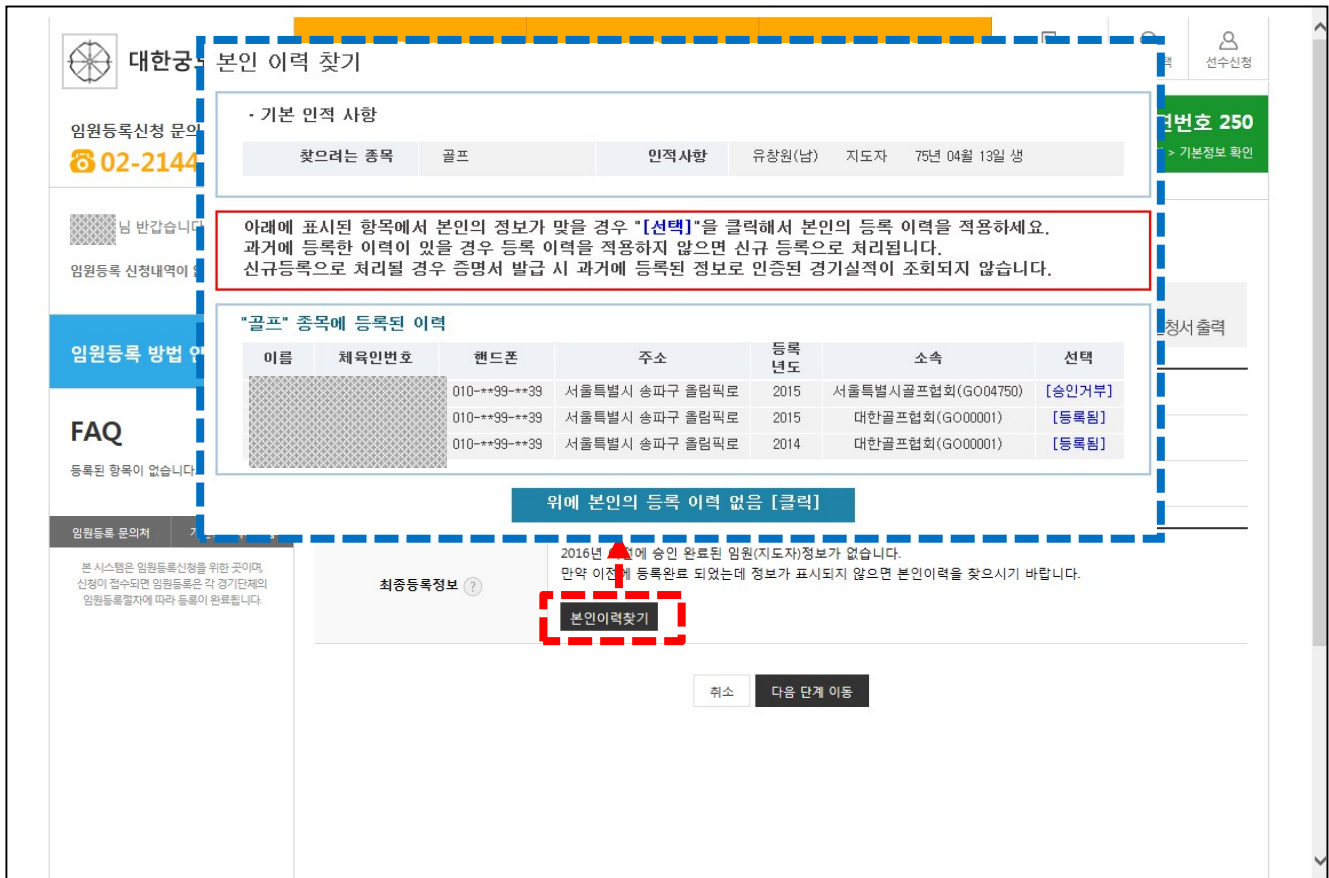 대한궁
선수신청
임원등록신청 문의
02-2144
250
> 기본정보 확인
님 반갑습니다
임원등록 신청내역이
임원등록 방법
FAQ
등록된 항목이 없습니다
임원등록 문의처
본 시스템은 임원등록신청을 위한 곳이며,
신청이 접수되면 임원등록은 각 경기단체의
임원등록절차에 따라 등록이 완료됩니다.
본인 이력 찾기
· 기본 인적 사항
찾으려는 종목 골프 인적사항 유창원(남) 지도자 75년 04월 13일 생
아래에 표시된 항목에서 본인의 정보가 맞을 경우 "[선택]"을 클릭해서 본인의 등록 이력을 적용하세요.
과거에 등록한 이력이 있을 경우 등록 이력을 적용하지 않으면 신규 등록으로 처리됩니다.
신규등록으로 처리될 경우 증명서 발급 시 과거에 등록된 정보로 인증된 경기실적이 조회되지 않습니다.
"골프" 종목에 등록된 이력
이름 체육인번호 핸드폰 주소 등록년도 소속 선택
010-**99-**39 서울특별시 송파구 올림픽로 2015 서울특별시골프협회(GO04750) [승인거부]
010-**99-**39 서울특별시 송파구 올림픽로 2015 대한골프협회(GO00001) [등록됨]
010-**99-**39 서울특별시 송파구 올림픽로 2014 대한골프협회(GO00001) [등록됨]
위에 본인의 등록 이력 없음 [클릭]
청서 출력
최종등록정보 ?
2016년 승인 완료된 임원(지도자)정보가 없습니다.
만약 이전에 등록완료 되었는데 정보가 표시되지 않으면 본인이력을 찾으시기 바랍니다.
본인이력찾기
취소
다음 단계 이동